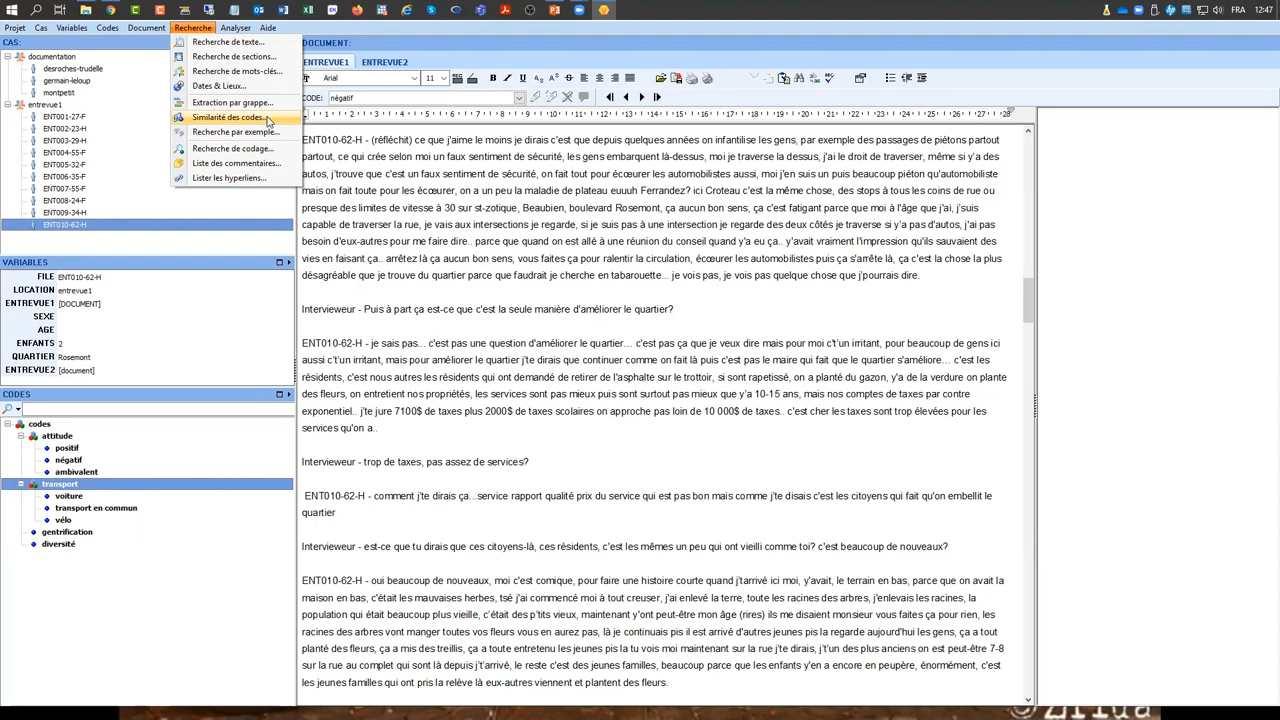 FRA
12:47
Projet Cas Variables Codes Document Recherche Analyser Aide
CAS:
documentation
desroches-trudelle
germain-leloup
montpetit
entrevue1
ENT001-27-F
ENT002-23-H
ENT003-29-H
ENT004-55-F
ENT005-32-F
ENT006-35-F
ENT007-55-F
ENT008-24-F
ENT009-34-H
ENT010-62-H
Recherche de texte...
Recherche de sections...
Recherche de mots-clés...
Dates & Lieux...
Extraction par grappe...
Similarité des codes...
Recherche par exemple...
Recherche de codage...
Liste des commentaires...
Lister les hyperliens...
VARIABLES
FILE ENT010-62-H
LOCATION entrevue1
ENTREVUE1 [DOCUMENT]
SEXE
AGE
ENFANTS 2
QUARTIER Rosemont
ENTREVUE2 [document]
CODES
codes
attitude
positif
négatif
ambivalent
transport
voiture
transport en commun
vélo
gentrification
diversité
DOCUMENT:
ENTREVUE1 ENTREVUE2
Arial 11
CODE: négatif
ENT010-62-H - (réfléchit) ce que j'aime le moins je dirais c'est que depuis quelques années on infantilise les gens, par exemple des passages de piétons partout
partout, ce qui crée selon moi un faux sentiment de sécurité, les gens embarquent là-dessus, moi je traverse la dessus, j'ai le droit de traverser, même si y'a des
autos, j'trouve que c'est un faux sentiment de sécurité, on fait tout pour écoeurer les automobilistes aussi, moi j'en suis un puis beaucoup piéton qu'automobiliste
mais on fait toute pour les écœurer, on a un peu la maladie de plateau euuuh Ferrandez? ici Croteau c'est la même chose, des stops à tous les coins de rue ou
presque des limites de vitesse à 30 sur st-zotique, Beaubien, boulevard Rosemont, ça aucun bon sens, ça c'est fatigant parce que moi à l'âge que j'ai, j'suis
capable de traverser la rue, je vais aux intersections je regarde, si je suis pas à une intersection je regarde des deux côtés je traverse si y'a pas d'autos, j'ai pas
besoin d'eux-autres pour me faire dire.. parce que quand on est allé à une réunion du conseil quand y'a eu ça.. y'avait vraiment l'impression qu'ils sauvaient des
vies en faisant ça.. arrêtez là ça aucun bon sens, vous faites ça pour ralentir la circulation, écœurer les automobilistes puis ça s'arrête là, ça c'est la chose la plus
désagréable que je trouve du quartier parce que faudrait je cherche en tabarouette... je vois pas, je vois pas quelque chose que j'pourrais dire.
Intervieweur - Puis à part ça est-ce que c'est la seule manière d'améliorer le quartier?
ENT010-62-H - je sais pas... c'est pas une question d'améliorer le quartier... c'est pas ça que je veux dire mais pour moi c't'un irritant, pour beaucoup de gens ici
aussi c't'un irritant, mais pour améliorer le quartier j'te dirais que continuer comme on fait là puis c'est pas le maire qui fait que le quartier s'améliore... c'est les
résidents, c'est nous autres les résidents qui ont demandé de retirer de l'asphalte sur le trottoir, si sont rapetissé, on a planté du gazon, y'a de la verdure on plante
des fleurs, on entretient nos propriétés, les services sont pas mieux puis sont surtout pas mieux que y'a 10-15 ans, mais nos comptes de taxes par contre
exponentiel.. j'te jure 7100$ de taxes plus 2000$ de taxes scolaires on approche pas loin de 10 000$ de taxes.. c'est cher les taxes sont trop élevées pour les
services qu'on a..
Intervieweur - trop de taxes, pas assez de services?
ENT010-62-H - comment j'te dirais ça...service rapport qualité prix du service qui est pas bon mais comme j'te disais c'est les citoyens qui fait qu'on embellit le
quartier
Intervieweur - est-ce que tu dirais que ces citoyens-là, ces résidents, c'est les mêmes un peu qui ont vieilli comme toi? c'est beaucoup de nouveaux?
ENT010-62-H - oui beaucoup de nouveaux, moi c'est comique, pour faire une histoire courte quand j'arrivé ici moi, y'avait, le terrain en bas, parce que on avait la
maison en bas, c'était les mauvaises herbes, tsé j'ai commencé moi à tout creuser, j'ai enlevé la terre, toute les racines des arbres, j'enlevais les racines, la
population qui était beaucoup plus vieille, c'était des p'tits vieux, maintenant y'ont peut-être mon âge (rires) ils me disaient monsieur vous faites ça pour rien, les
racines des arbres vont manger toutes vos fleurs vous en aurez pas, là je continuais pis il est arrivé d'autres jeunes pis la regarde aujourd'hui les gens, ça a tout
planté des fleurs, ça a mis des treillis, ça a toute entretenu les jeunes pis la tu vois moi maintenant sur la rue j'te dirais, j't'un des plus anciens on est peut-être 7-8
sur la rue au complet qui sont là depuis j't'arrivé, le reste c'est des jeunes familles, beaucoup parce que les enfants y'en a encore en peupère, énormément, c'est
les jeunes familles qui ont pris la relève là eux-autres viennent et plantent des fleurs.